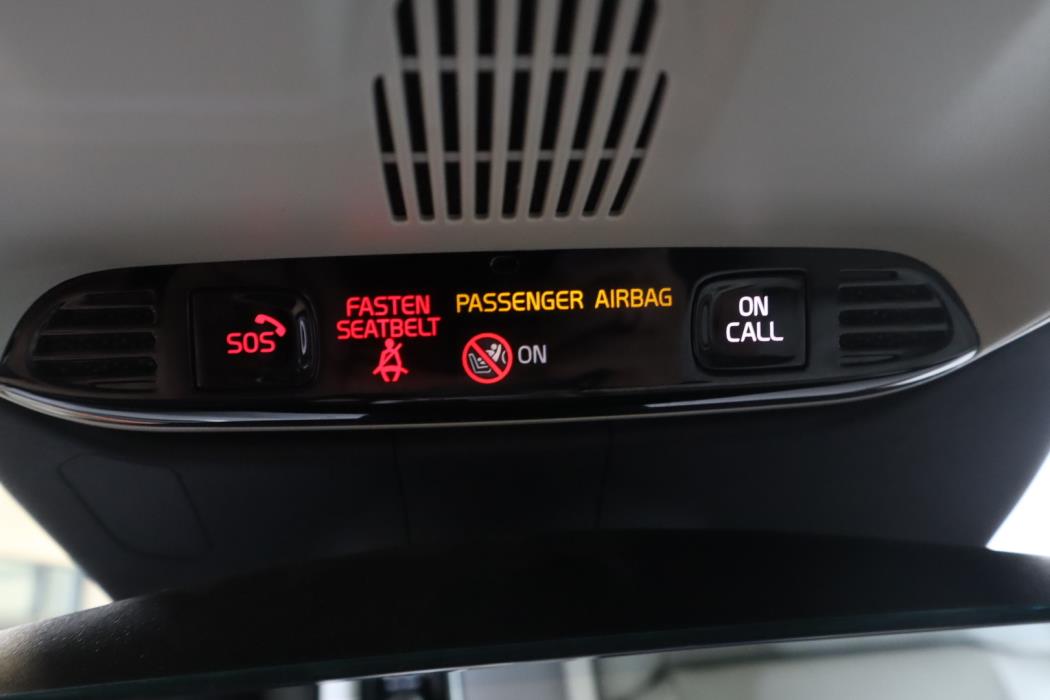 SOS
FASTEN
SEATBELT
PASSENGER AIRBAG
ON
ON
CALL